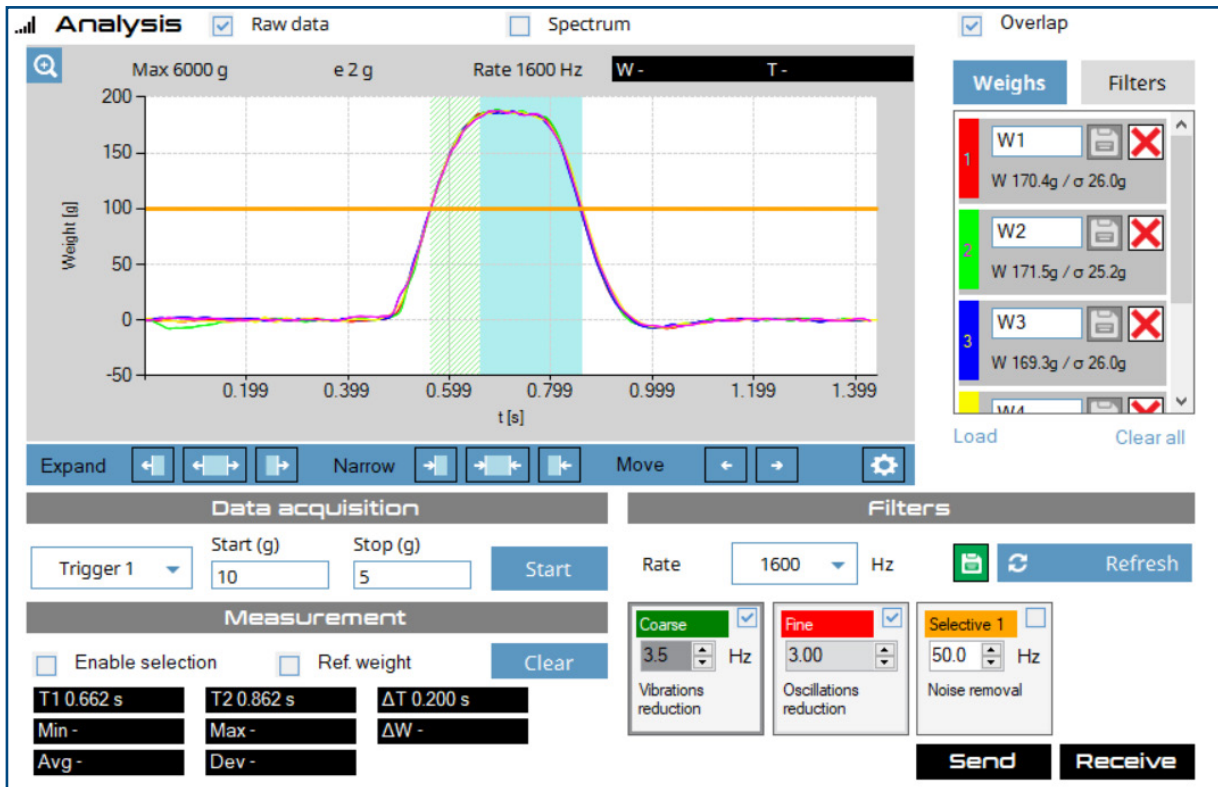 Analysis Raw data Spectrum Overlap
Max 6000 g e 2 g Rate 1600 Hz W - T -
Weighs Filters
200
150
100
50
0
-50
Weight [g]
0.199 0.399 0.599 0.799 0.999 1.199 1.399
t [s]
1 W1
W 170.4g / σ 26.0g
2 W2
W 171.5g / σ 25.2g
3 W3
W 169.3g / σ 26.0g
W4
Load Clear all
Expand Narrow Move
Data acquisition
Start (g) Stop (g)
Trigger 1 10 5 Start
Measurement
Enable selection Ref. weight Clear
T1 0.662 s T2 0.862 s ΔT 0.200 s
Min - Max - ΔW -
Avg - Dev -
Filters
Rate 1600 Hz Refresh
Coarse Fine Selective 1
3.5 Hz 3.00 50.0 Hz
Vibrations Oscillations Noise removal
reduction reduction
Send Receive